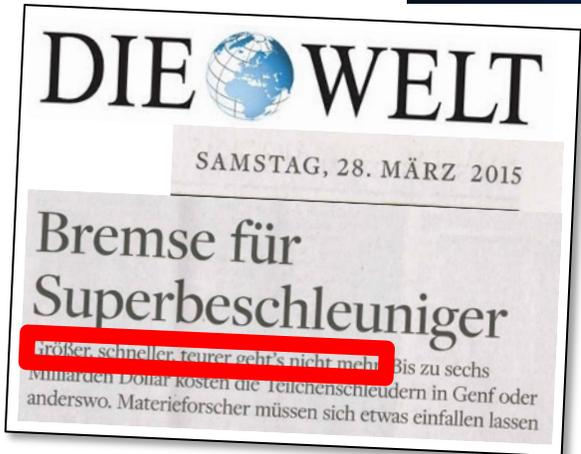 DIE WELT
SAMSTAG, 28. MÄRZ 2015
Bremse für
Superbeschleuniger
Größer, schneller, teurer geht's nicht mehr. Bis zu sechs
Milliarden Dollar kosten die Teilchenschleudern in Genf oder
anderswo. Materieforscher müssen sich etwas einfallen lassen